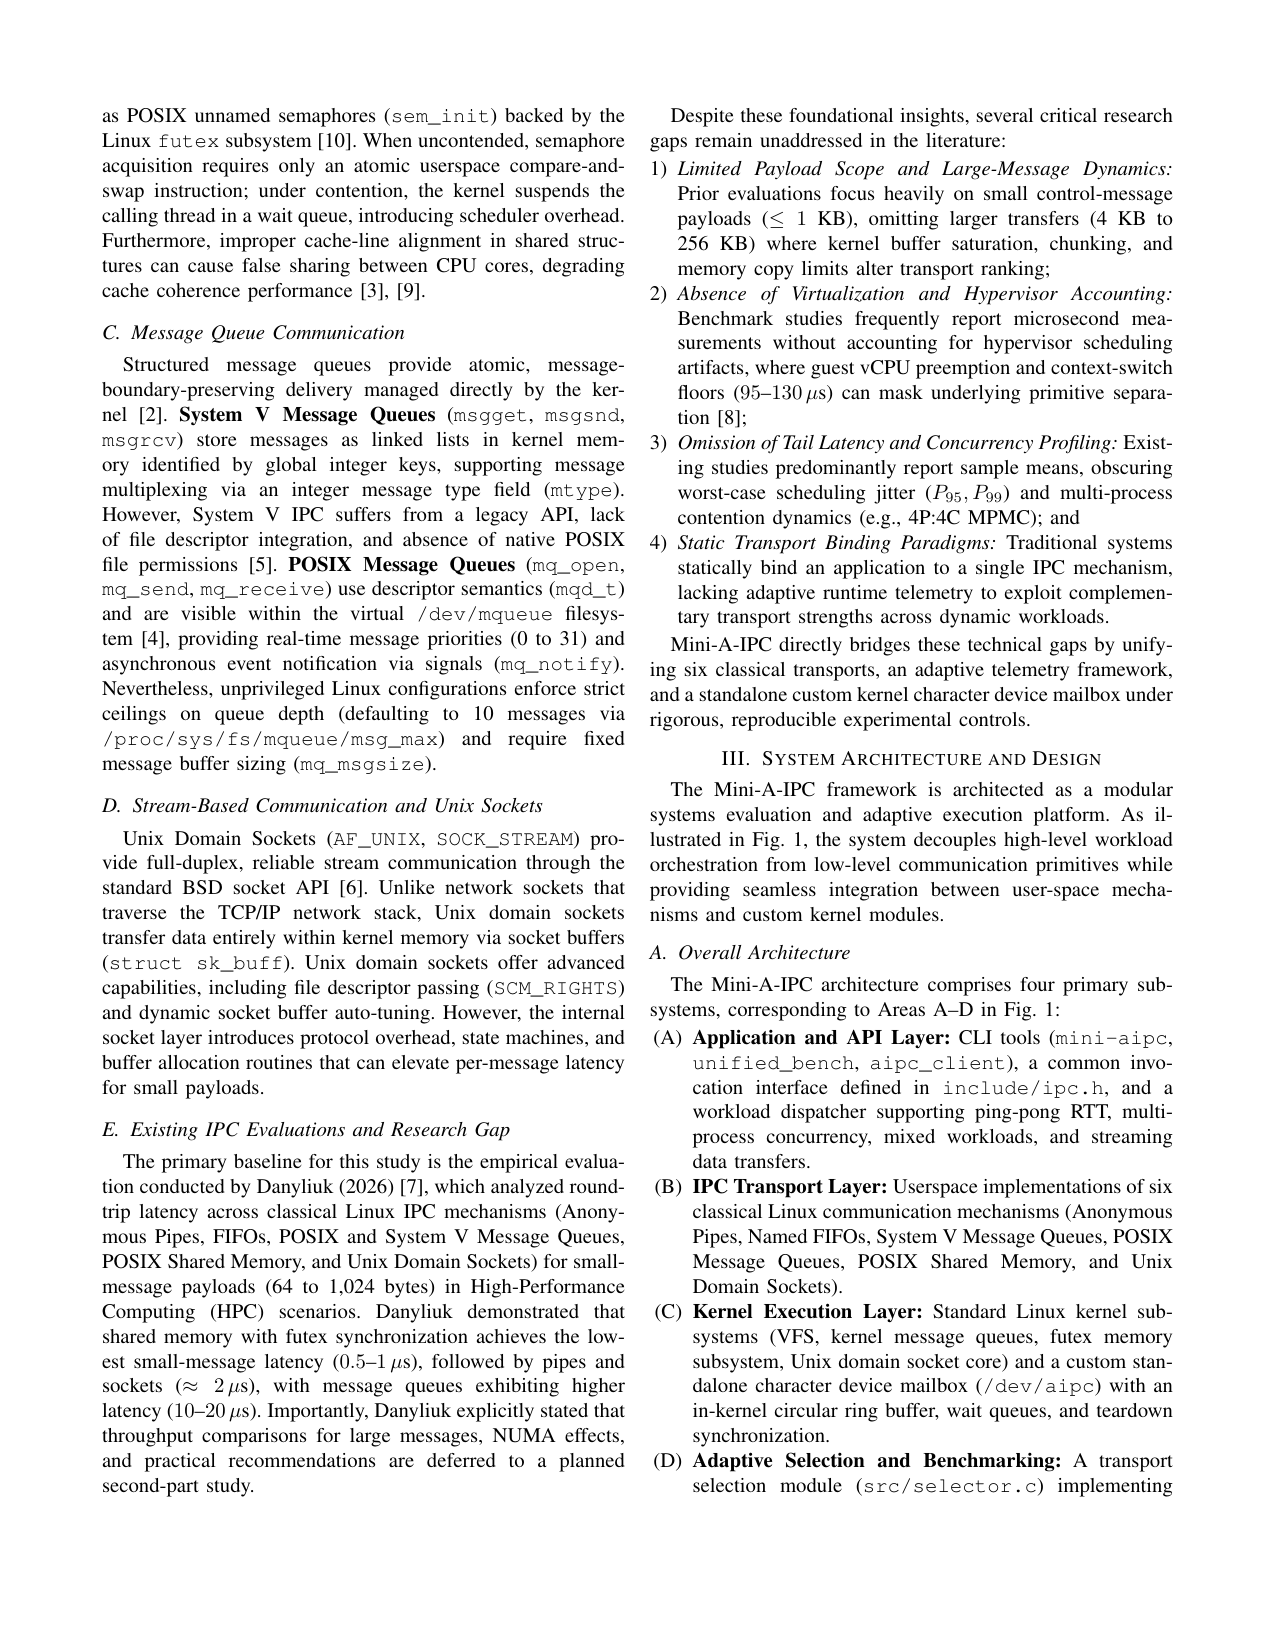 as POSIX unnamed semaphores (sem_init) backed by the
Linux futex subsystem [10]. When uncontended, semaphore
acquisition requires only an atomic userspace compare-and-
swap instruction; under contention, the kernel suspends the
calling thread in a wait queue, introducing scheduler overhead.
Furthermore, improper cache-line alignment in shared struc-
tures can cause false sharing between CPU cores, degrading
cache coherence performance [3], [9].
C. Message Queue Communication
Structured message queues provide atomic, message-
boundary-preserving delivery managed directly by the ker-
nel [2]. System V Message Queues (msgget, msgsnd,
msgrcv) store messages as linked lists in kernel mem-
ory identified by global integer keys, supporting message
multiplexing via an integer message type field (mtype).
However, System V IPC suffers from a legacy API, lack
of file descriptor integration, and absence of native POSIX
file permissions [5]. POSIX Message Queues (mq_open,
mq_send, mq_receive) use descriptor semantics (mqd_t)
and are visible within the virtual /dev/mqueue filesys-
tem [4], providing real-time message priorities (0 to 31) and
asynchronous event notification via signals (mq_notify).
Nevertheless, unprivileged Linux configurations enforce strict
ceilings on queue depth (defaulting to 10 messages via
/proc/sys/fs/mqueue/msg_max) and require fixed
message buffer sizing (mq_msgsize).
D. Stream-Based Communication and Unix Sockets
Unix Domain Sockets (AF_UNIX, SOCK_STREAM) pro-
vide full-duplex, reliable stream communication through the
standard BSD socket API [6]. Unlike network sockets that
traverse the TCP/IP network stack, Unix domain sockets
transfer data entirely within kernel memory via socket buffers
(struct sk_buff). Unix domain sockets offer advanced
capabilities, including file descriptor passing (SCM_RIGHTS)
and dynamic socket buffer auto-tuning. However, the internal
socket layer introduces protocol overhead, state machines, and
buffer allocation routines that can elevate per-message latency
for small payloads.
E. Existing IPC Evaluations and Research Gap
The primary baseline for this study is the empirical evalua-
tion conducted by Danyliuk (2026) [7], which analyzed round-
trip latency across classical Linux IPC mechanisms (Anony-
mous Pipes, FIFOs, POSIX and System V Message Queues,
POSIX Shared Memory, and Unix Domain Sockets) for small-
message payloads (64 to 1,024 bytes) in High-Performance
Computing (HPC) scenarios. Danyliuk demonstrated that
shared memory with futex synchronization achieves the low-
est small-message latency (0.5–1 μs), followed by pipes and
sockets (≈ 2 μs), with message queues exhibiting higher
latency (10–20 μs). Importantly, Danyliuk explicitly stated that
throughput comparisons for large messages, NUMA effects,
and practical recommendations are deferred to a planned
second-part study.
Despite these foundational insights, several critical research
gaps remain unaddressed in the literature:
1) Limited Payload Scope and Large-Message Dynamics:
Prior evaluations focus heavily on small control-message
payloads (≤ 1 KB), omitting larger transfers (4 KB to
256 KB) where kernel buffer saturation, chunking, and
memory copy limits alter transport ranking;
2) Absence of Virtualization and Hypervisor Accounting:
Benchmark studies frequently report microsecond mea-
surements without accounting for hypervisor scheduling
artifacts, where guest vCPU preemption and context-switch
floors (95–130 μs) can mask underlying primitive separa-
tion [8];
3) Omission of Tail Latency and Concurrency Profiling: Exist-
ing studies predominantly report sample means, obscuring
worst-case scheduling jitter (P95, P99) and multi-process
contention dynamics (e.g., 4P:4C MPMC); and
4) Static Transport Binding Paradigms: Traditional systems
statically bind an application to a single IPC mechanism,
lacking adaptive runtime telemetry to exploit complemen-
tary transport strengths across dynamic workloads.
Mini-A-IPC directly bridges these technical gaps by unify-
ing six classical transports, an adaptive telemetry framework,
and a standalone custom kernel character device mailbox under
rigorous, reproducible experimental controls.
III. SYSTEM ARCHITECTURE AND DESIGN
The Mini-A-IPC framework is architected as a modular
systems evaluation and adaptive execution platform. As il-
lustrated in Fig. 1, the system decouples high-level workload
orchestration from low-level communication primitives while
providing seamless integration between user-space mecha-
nisms and custom kernel modules.
A. Overall Architecture
The Mini-A-IPC architecture comprises four primary sub-
systems, corresponding to Areas A–D in Fig. 1:
(A) Application and API Layer: CLI tools (mini-aipc,
unified_bench, aipc_client), a common invo-
cation interface defined in include/ipc.h, and a
workload dispatcher supporting ping-pong RTT, multi-
process concurrency, mixed workloads, and streaming
data transfers.
(B) IPC Transport Layer: Userspace implementations of six
classical Linux communication mechanisms (Anonymous
Pipes, Named FIFOs, System V Message Queues, POSIX
Message Queues, POSIX Shared Memory, and Unix
Domain Sockets).
(C) Kernel Execution Layer: Standard Linux kernel sub-
systems (VFS, kernel message queues, futex memory
subsystem, Unix domain socket core) and a custom stan-
dalone character device mailbox (/dev/aipc) with an
in-kernel circular ring buffer, wait queues, and teardown
synchronization.
(D) Adaptive Selection and Benchmarking: A transport
selection module (src/selector.c) implementing